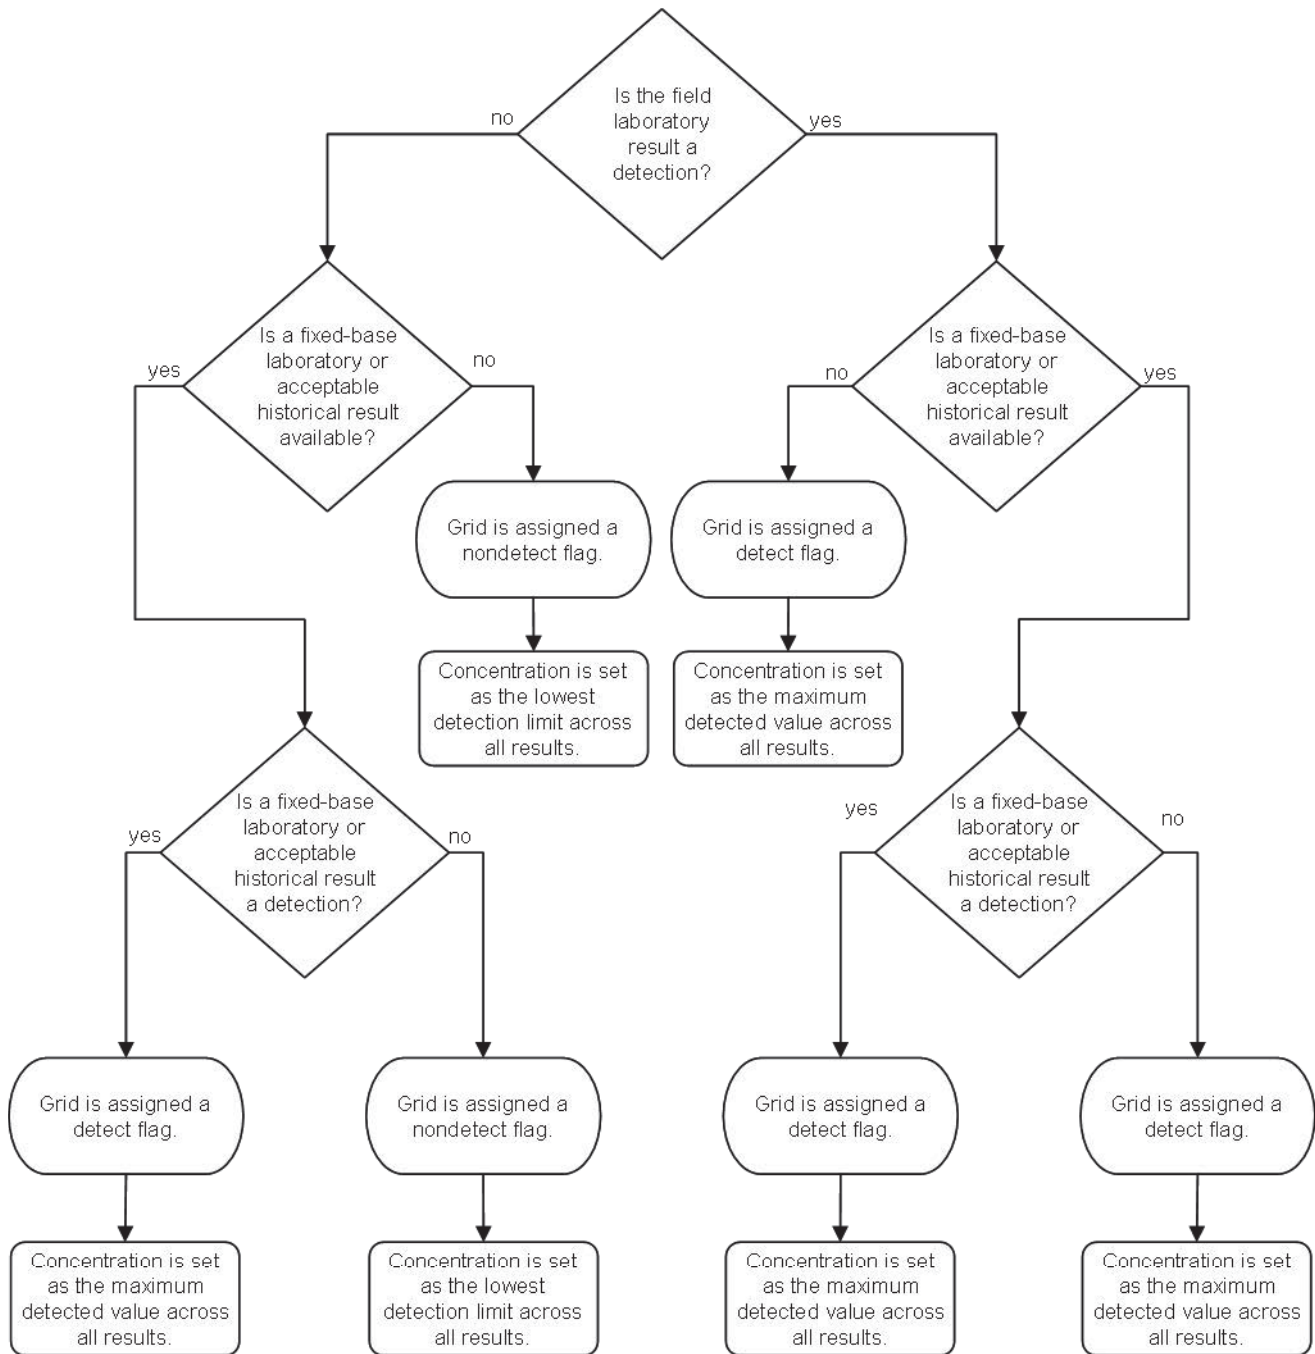 Is the field
laboratory
result a
detection?
no
yes
Is a fixed-base
laboratory or
acceptable
historical result
available?
yes
no
Is a fixed-base
laboratory or
acceptable
historical result
available?
no
yes
Grid is assigned a
nondetect flag.
Grid is assigned a
detect flag.
Concentration is set
as the lowest
detection limit across
all results.
Concentration is set
as the maximum
detected value across
all results.
Is a fixed-base
laboratory or
acceptable
historical result
a detection?
yes
no
Is a fixed-base
laboratory or
acceptable
historical result
a detection?
yes
no
Grid is assigned a
detect flag.
Grid is assigned a
nondetect flag.
Grid is assigned a
detect flag.
Grid is assigned a
detect flag.
Concentration is set
as the maximum
detected value across
all results.
Concentration is set
as the lowest
detection limit across
all results.
Concentration is set
as the maximum
detected value across
all results.
Concentration is set
as the maximum
detected value across
all results.